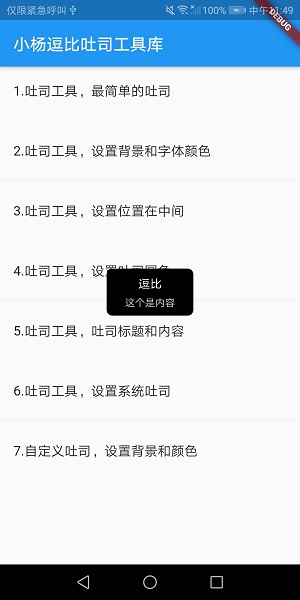 仅限紧急呼叫 100% 中午11:49
DEBUG
小杨逗比吐司工具库
1.吐司工具，最简单的吐司
2.吐司工具，设置背景和字体颜色
3.吐司工具，设置位置在中间
4.吐司工具，设置吐司圆角
逗比
这个是内容
5.吐司工具，吐司标题和内容
6.吐司工具，设置系统吐司
7.自定义吐司，设置背景和颜色